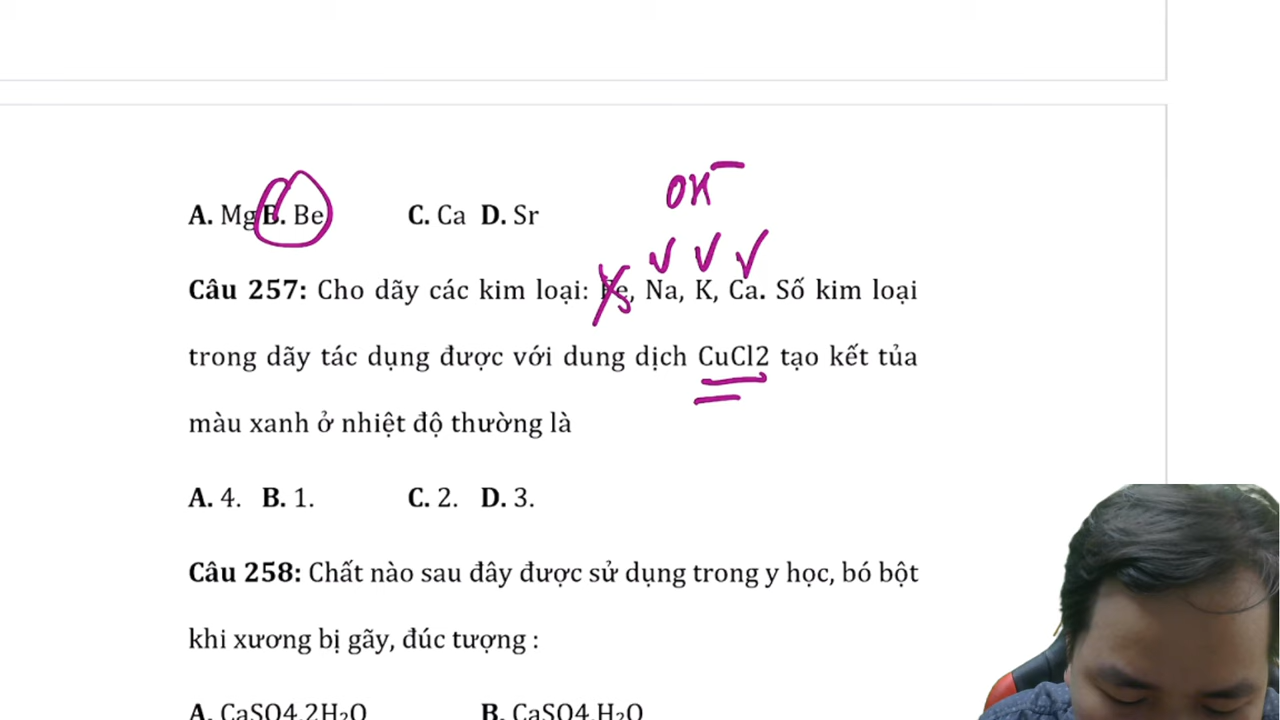 OH⁻
A. Mg B. Be C. Ca D. Sr
Câu 257: Cho dãy các kim loại: Fe, Na, K, Ca. Số kim loại
trong dãy tác dụng được với dung dịch CuCl2 tạo kết tủa
màu xanh ở nhiệt độ thường là
A. 4. B. 1. C. 2. D. 3.
Câu 258: Chất nào sau đây được sử dụng trong y học, bó bột
khi xương bị gãy, đúc tượng :
A. CaSO4.2H₂O B. CaSO4.H₂O